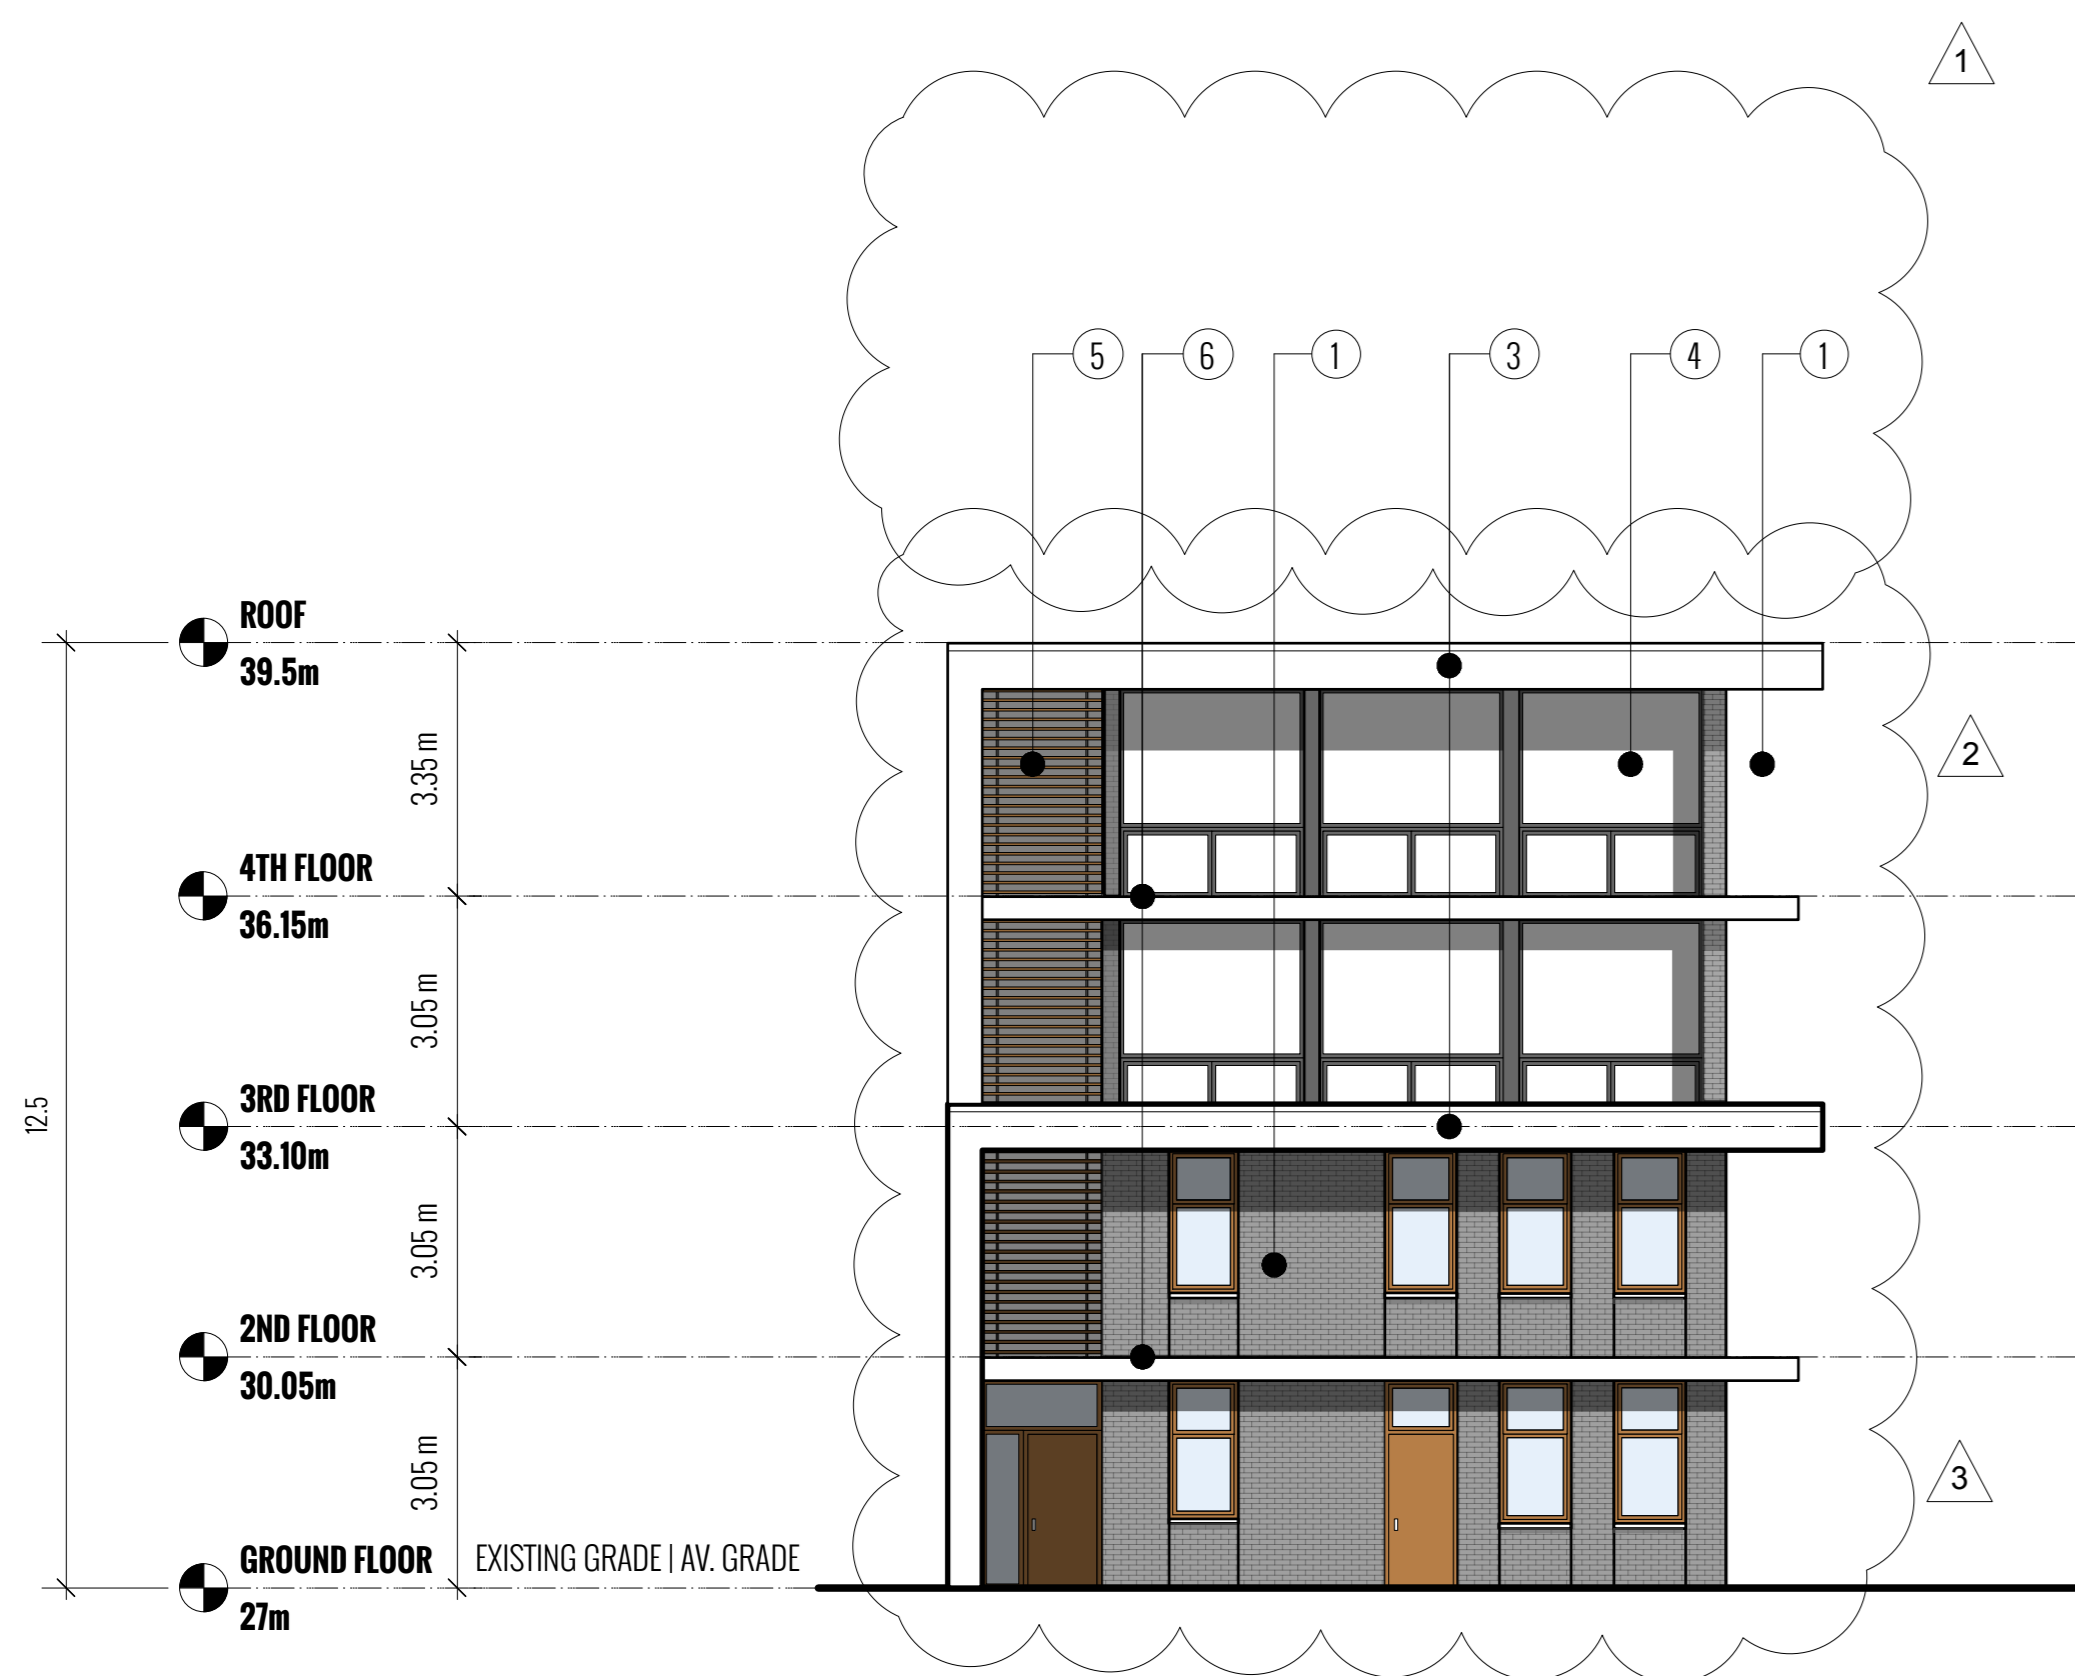 1
5 6 1 3 4 1
ROOF
39.5m
3.35 m
2
4TH FLOOR
36.15m
3.05 m
3RD FLOOR
33.10m
12.5
3.05 m
2ND FLOOR
30.05m
3.05 m
3
GROUND FLOOR EXISTING GRADE | AV. GRADE
27m